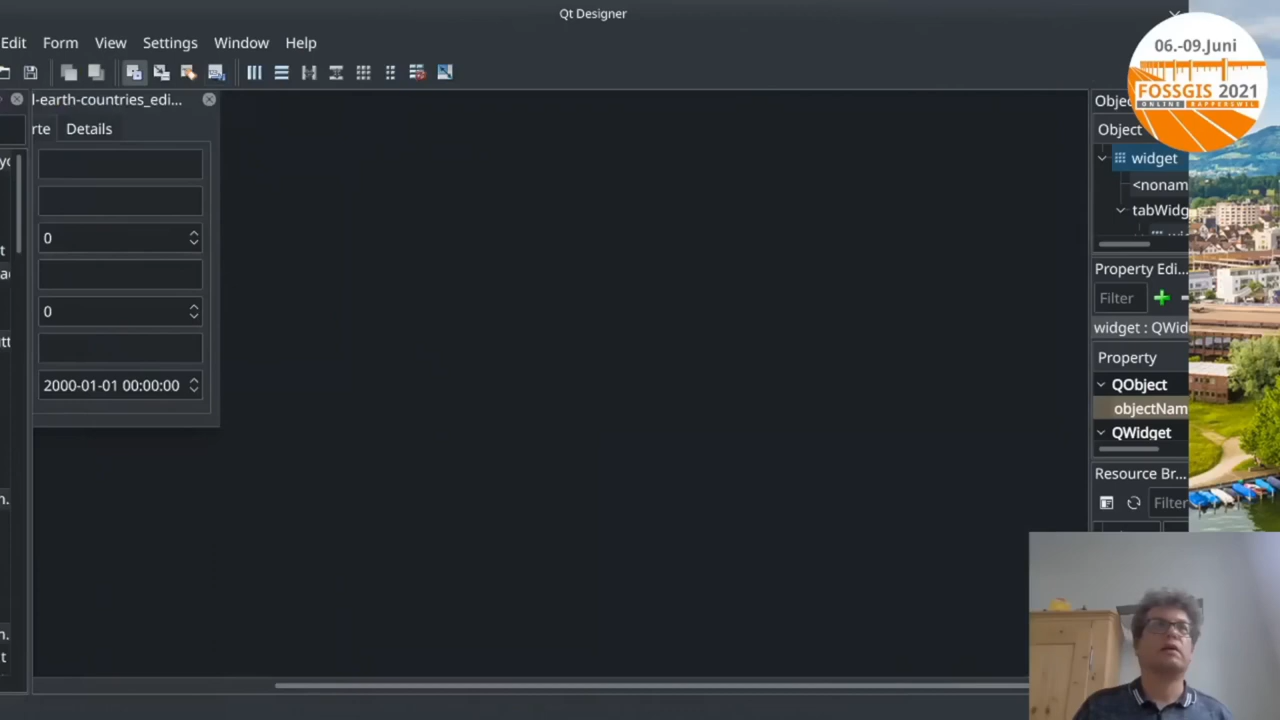 Qt Designer
06.-09.Juni
FOSSGIS 2021
ONLINE RAPPERSWIL
Edit Form View Settings Window Help
l-earth-countries_edi...
rte Details
0
0
2000-01-01 00:00:00
Object
widget
<nonam
tabWidg
Property Edi...
Filter
widget : QWid
Property
QObject
objectNam
QWidget
Resource Br...
Filter